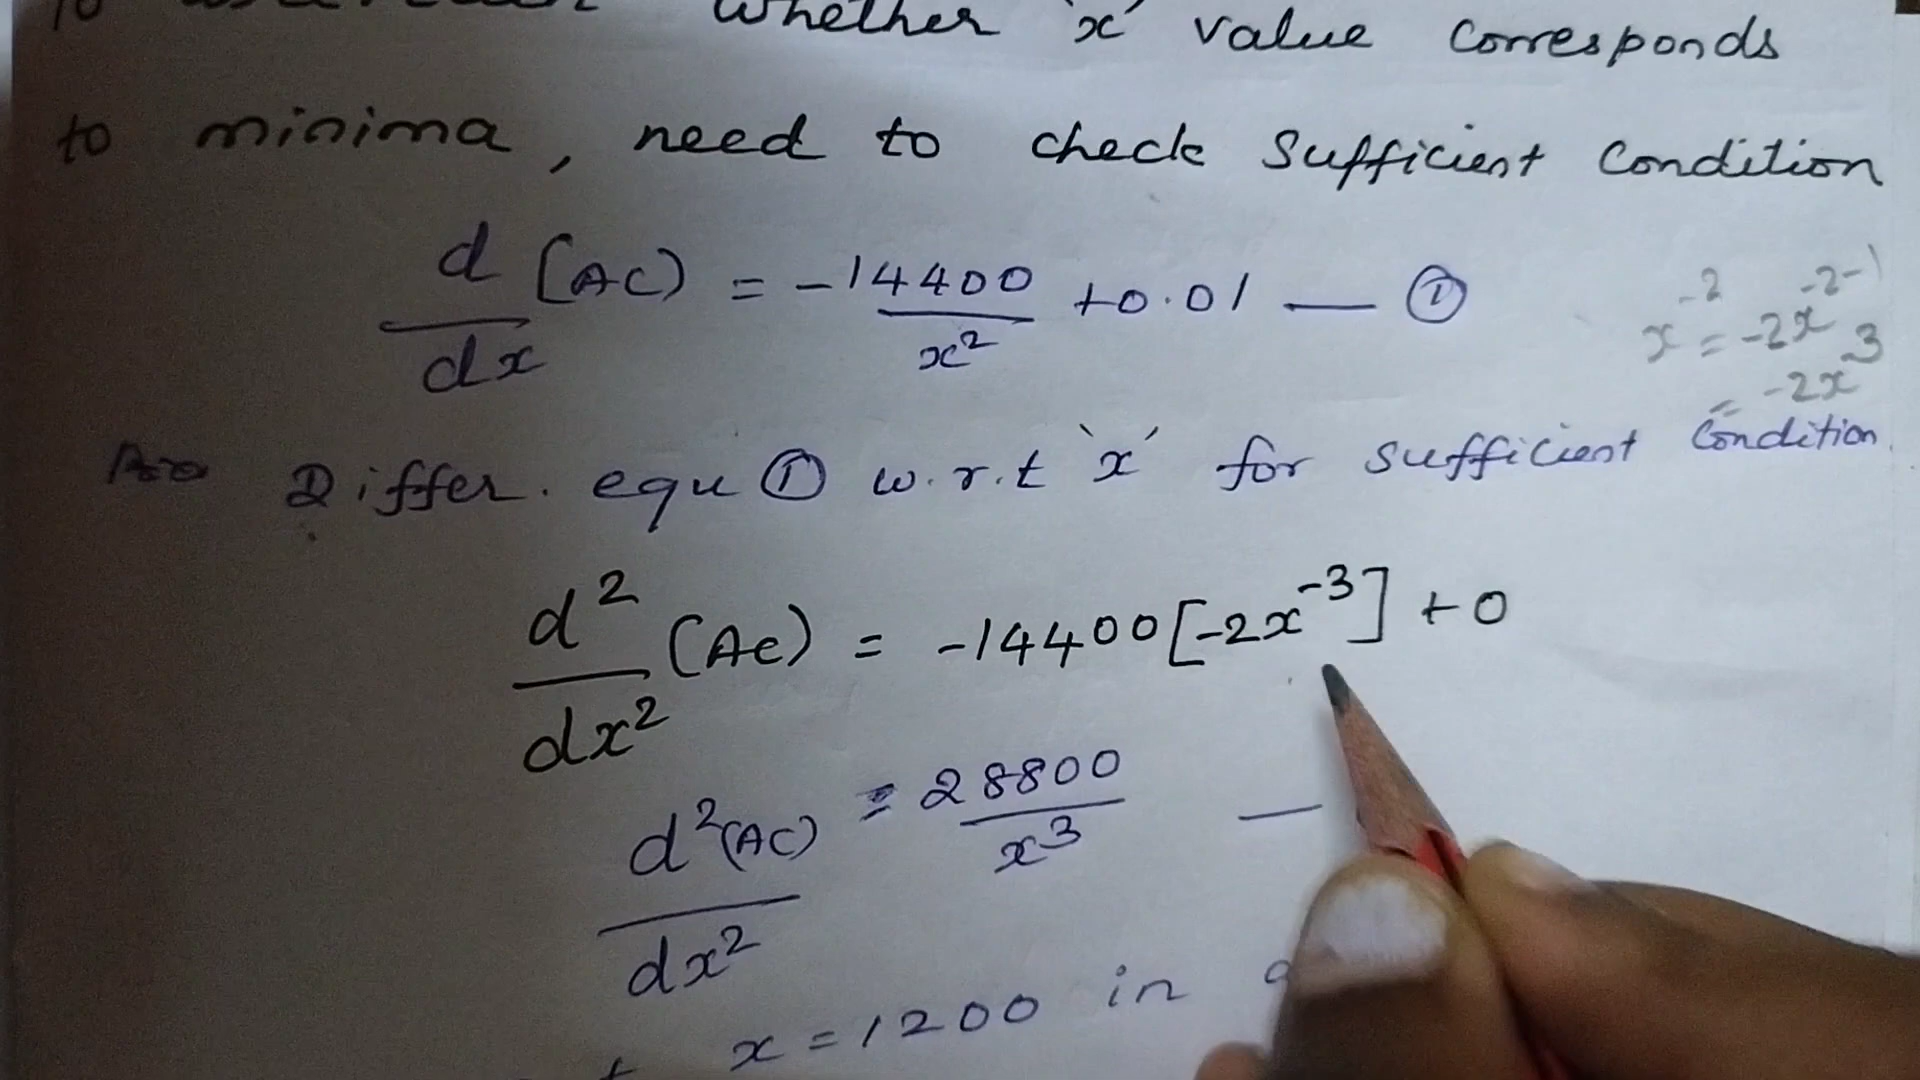 To whether 'x' value corresponds
to minima, need to check sufficient condition
d/dx (AC) = -14400/x² + 0.01 — ①
x⁻² = -2x⁻²⁻¹
= -2x⁻³
Differ. equ ① w.r.t 'x' for sufficient condition.
d²/dx² (AC) = -14400[-2x⁻³] + 0
d²(AC)/dx² = 28800/x³ —
x = 1200 in